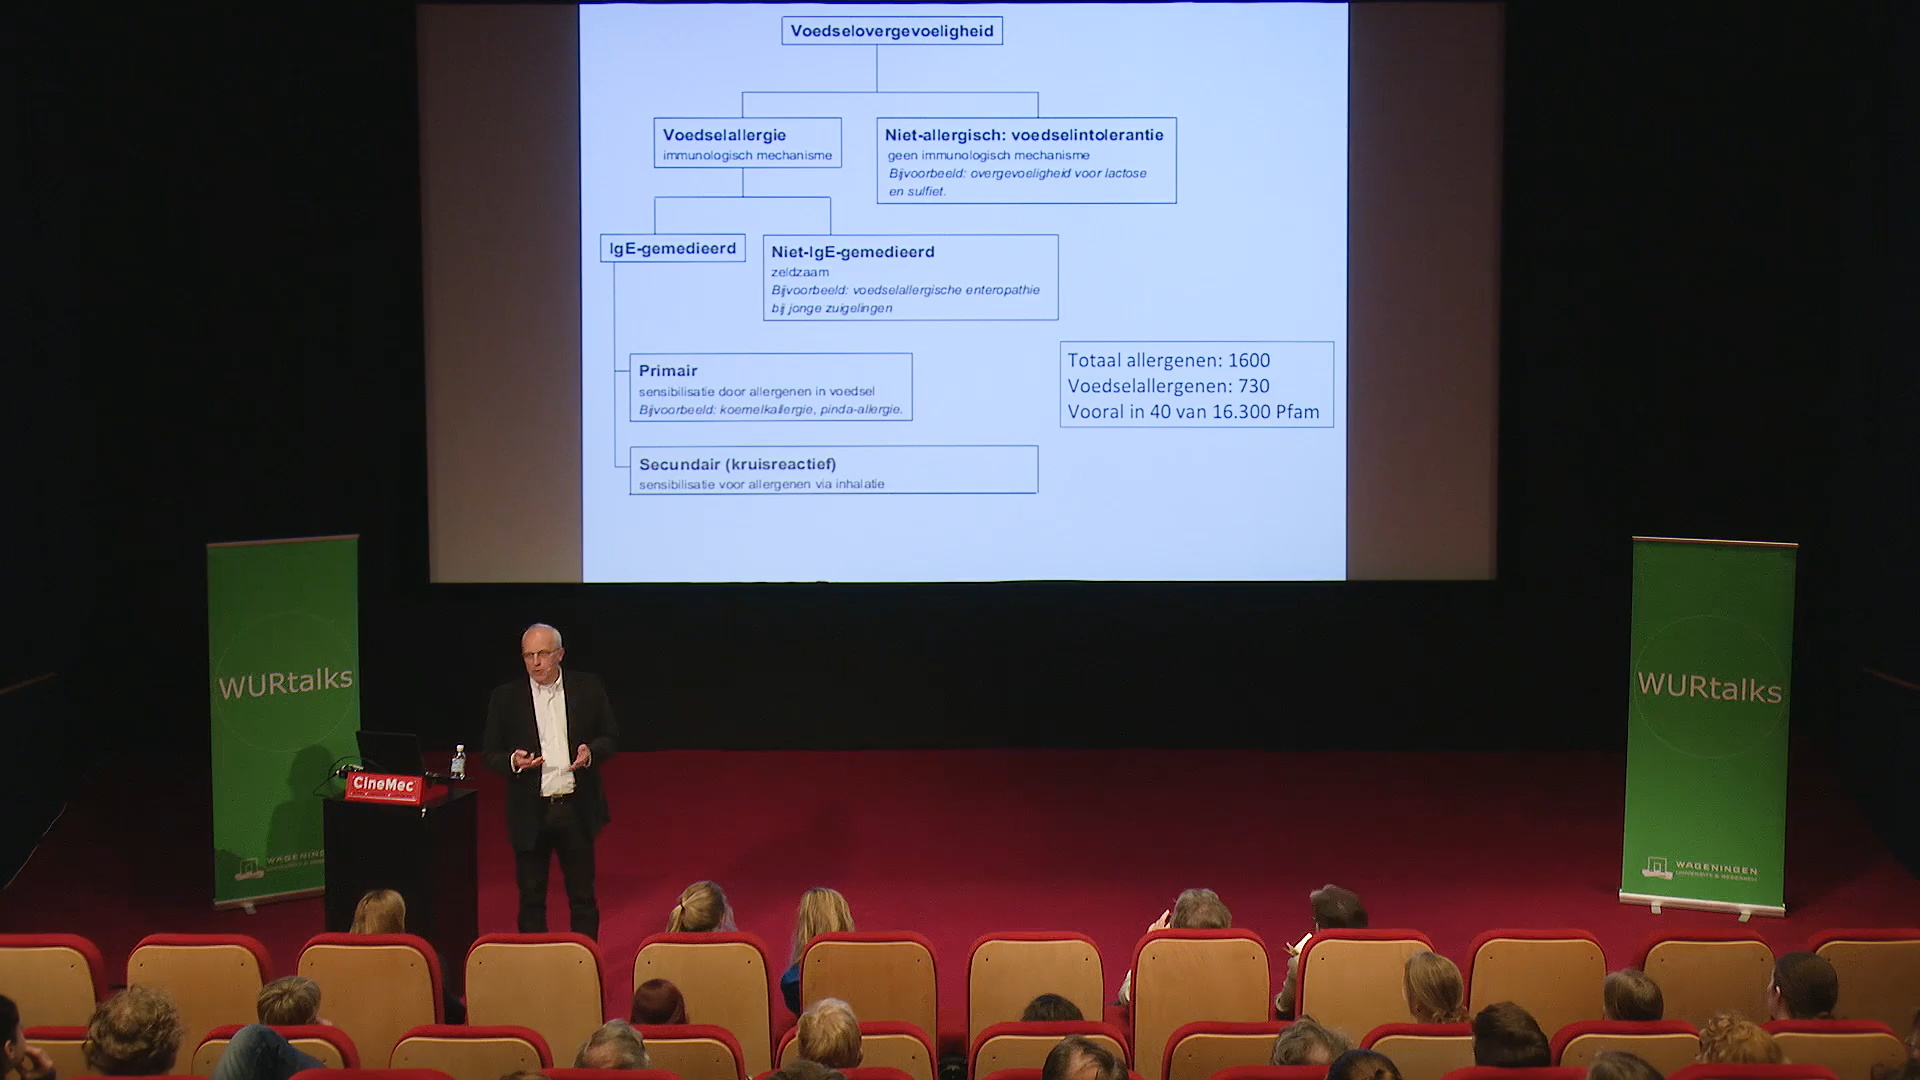 Voedselovergevoeligheid
Voedselallergie
immunologisch mechanisme
Niet-allergisch: voedselintolerantie
geen immunologisch mechanisme
Bijvoorbeeld: overgevoeligheid voor lactose
en sulfiet.
IgE-gemedieerd
Niet-IgE-gemedieerd
zeldzaam
Bijvoorbeeld: voedselallergische enteropathie
bij jonge zuigelingen
Primair
sensibilisatie door allergenen in voedsel
Bijvoorbeeld: koemelkallergie, pinda-allergie.
Totaal allergenen: 1600
Voedselallergenen: 730
Vooral in 40 van 16.300 Pfam
Secundair (kruisreactief)
sensibilisatie voor allergenen via inhalatie
WURtalks
CineMec
WURtalks
WAGENINGEN
UNIVERSITY & RESEARCH